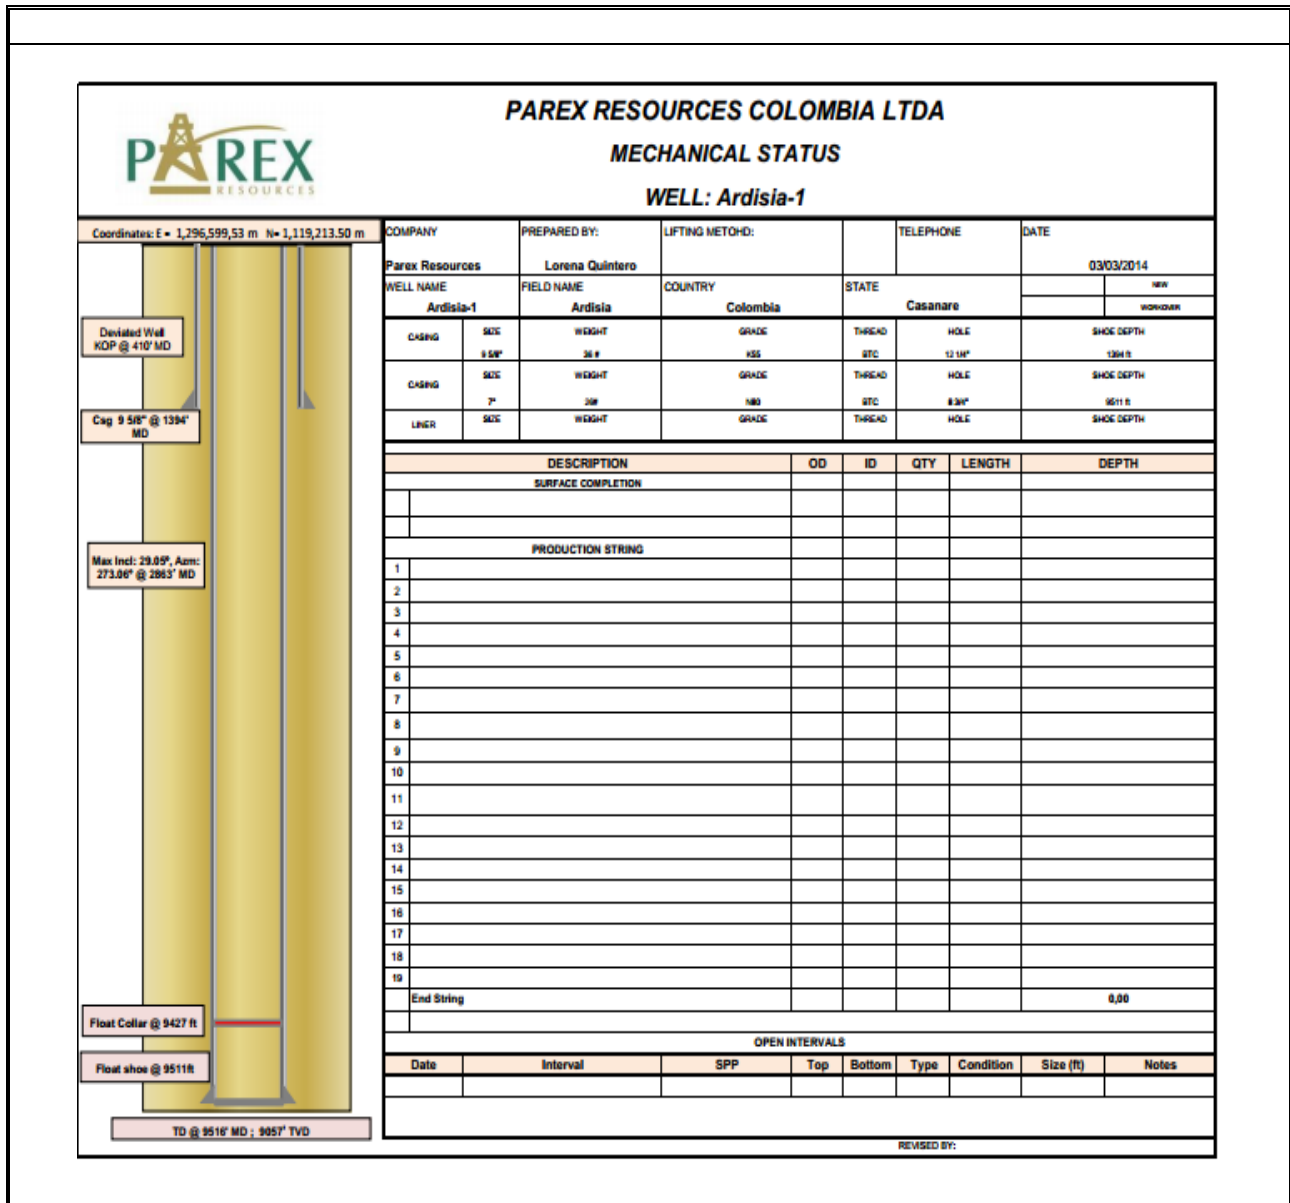 PAREX
RESOURCES
PAREX RESOURCES COLOMBIA LTDA
MECHANICAL STATUS
WELL: Ardisia-1
Coordinates: E = 1,296,599,53 m N= 1,119,213.50 m
Deviated Well
KOP @ 410' MD
Csg 9 5/8" @ 1394'
MD
Max Incl: 29.05°, Azm:
273.06° @ 2863' MD
Float Collar @ 9427 ft
Float shoe @ 9511ft
TD @ 9516' MD ; 9057' TVD
COMPANY PREPARED BY: LIFTING METOHD: TELEPHONE DATE
Parex Resources Lorena Quintero 03/03/2014
WELL NAME FIELD NAME COUNTRY STATE NEW
Ardisia-1 Ardisia Colombia Casanare WORKOVER
CASING SIZE WEIGHT GRADE THREAD HOLE SHOE DEPTH
9 5/8" 36 # K55 BTC 12 1/4" 1394 ft
CASING SIZE WEIGHT GRADE THREAD HOLE SHOE DEPTH
7" 26# N80 BTC 8 3/4" 9511 ft
LINER SIZE WEIGHT GRADE THREAD HOLE SHOE DEPTH
DESCRIPTION OD ID QTY LENGTH DEPTH
SURFACE COMPLETION
PRODUCTION STRING
1
2
3
4
5
6
7
8
9
10
11
12
13
14
15
16
17
18
19
End String 0,00
OPEN INTERVALS
Date Interval SPP Top Bottom Type Condition Size (ft) Notes
REVISED BY: